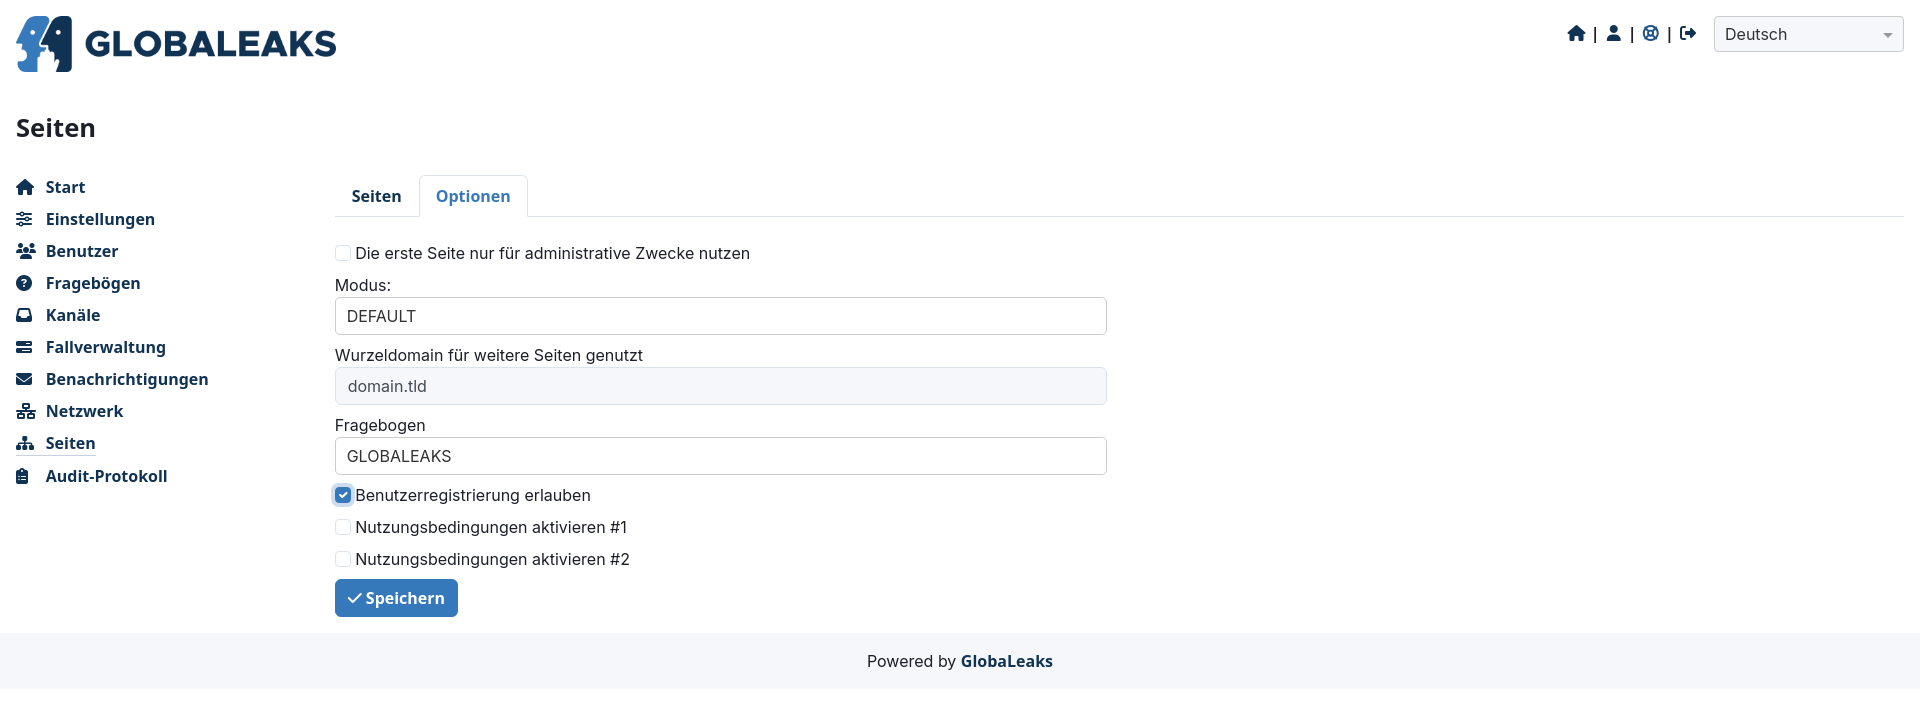 GLOBALEAKS
| | |
Deutsch
Seiten
Start
Einstellungen
Benutzer
Fragebögen
Kanäle
Fallverwaltung
Benachrichtigungen
Netzwerk
Seiten
Audit-Protokoll
Seiten Optionen
Die erste Seite nur für administrative Zwecke nutzen
Modus:
DEFAULT
Wurzeldomain für weitere Seiten genutzt
domain.tld
Fragebogen
GLOBALEAKS
Benutzerregistrierung erlauben
Nutzungsbedingungen aktivieren #1
Nutzungsbedingungen aktivieren #2
Speichern
Powered by GlobaLeaks